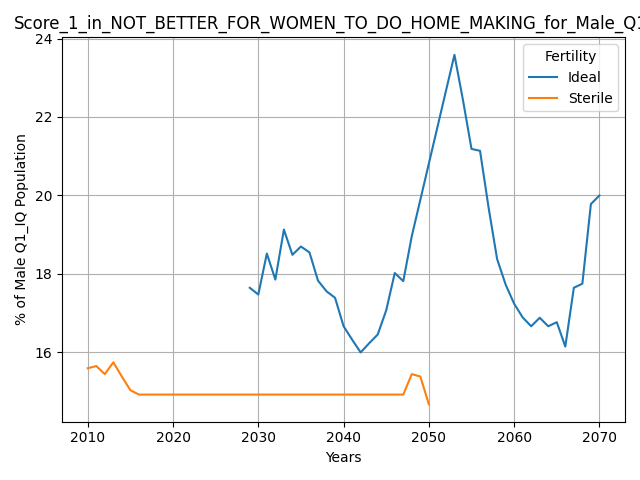 Score_1_in_NOT_BETTER_FOR_WOMEN_TO_DO_HOME_MAKING_for_Male_Q1
24
22
20
18
16
% of Male Q1_IQ Population
Fertility
Ideal
Sterile
2010 2020 2030 2040 2050 2060 2070
Years